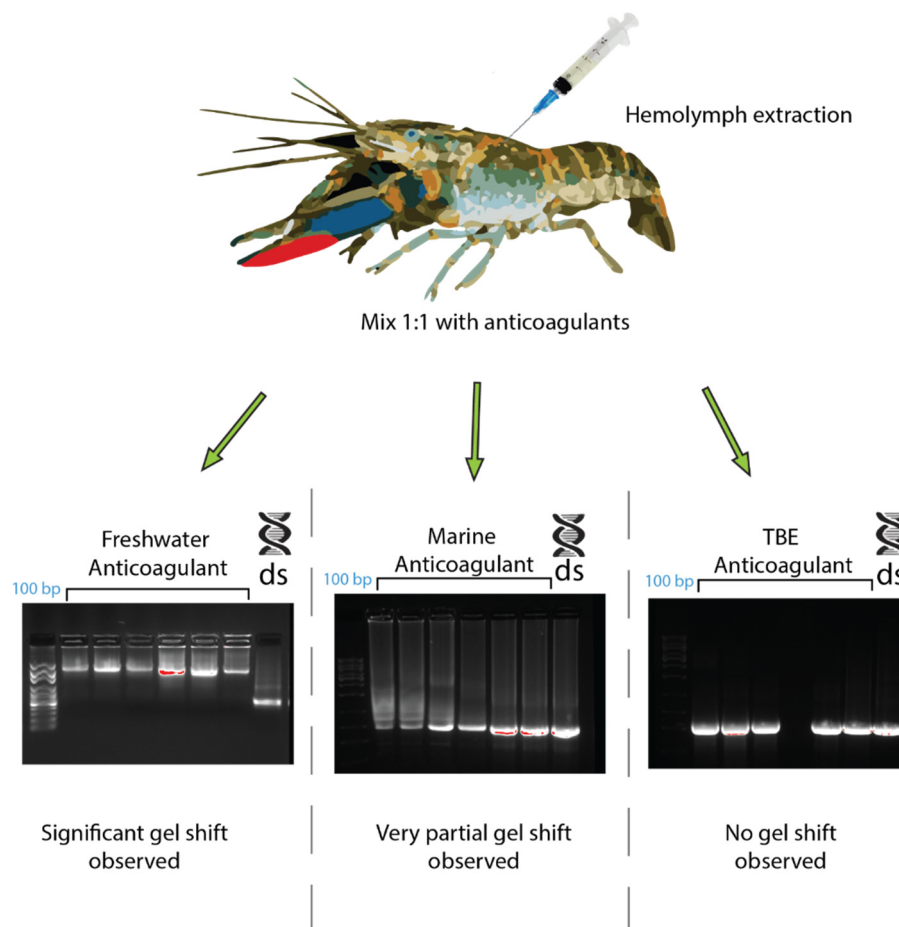 Hemolymph extraction
Mix 1:1 with anticoagulants
Freshwater
Anticoagulant
ds
100 bp
Marine
Anticoagulant
ds
100 bp
TBE
Anticoagulant
ds
100 bp
Significant gel shift
observed
Very partial gel shift
observed
No gel shift
observed